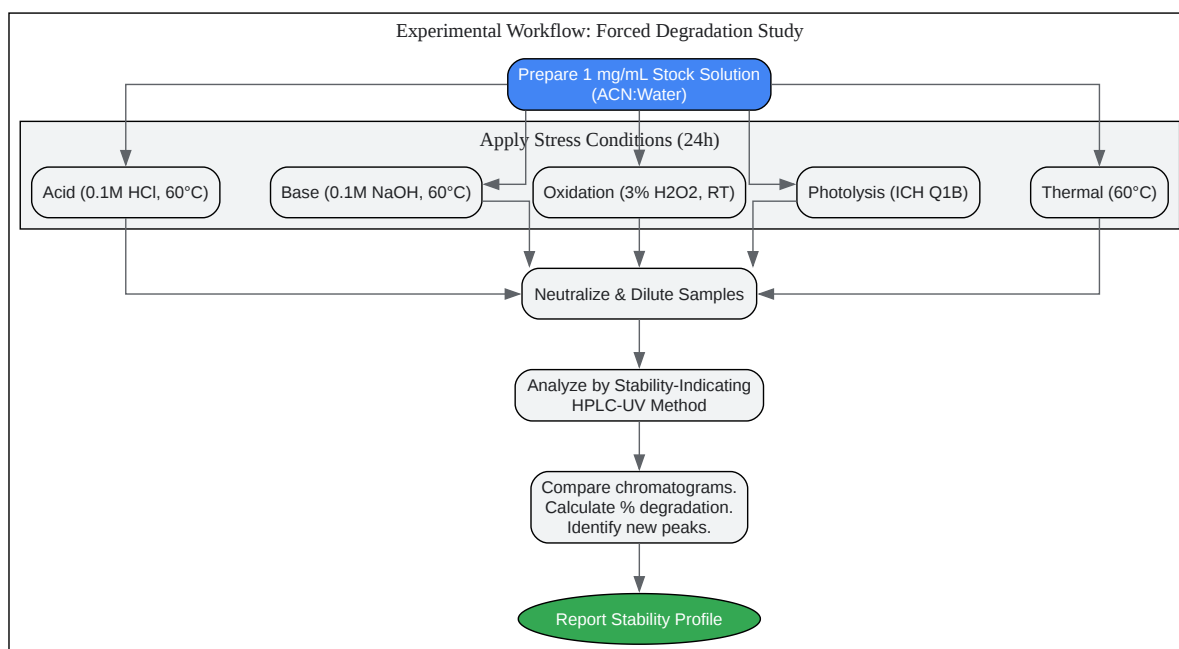 Experimental Workflow: Forced Degradation Study
Prepare 1 mg/mL Stock Solution
(ACN:Water)
Apply Stress Conditions (24h)
Acid (0.1M HCl, 60°C)
Base (0.1M NaOH, 60°C)
Oxidation (3% H2O2, RT)
Photolysis (ICH Q1B)
Thermal (60°C)
Neutralize & Dilute Samples
Analyze by Stability-Indicating
HPLC-UV Method
Compare chromatograms.
Calculate % degradation.
Identify new peaks.
Report Stability Profile